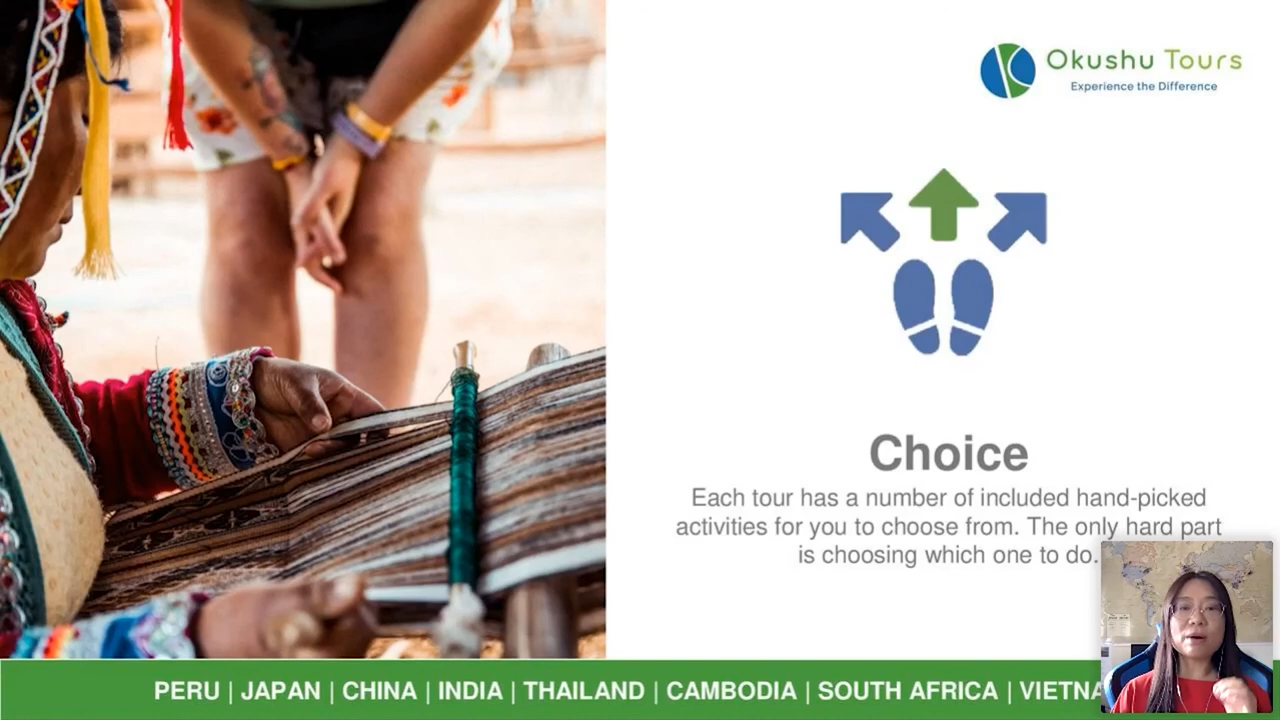 Okushu Tours
Experience the Difference
Choice
Each tour has a number of included hand-picked
activities for you to choose from. The only hard part
is choosing which one to do.
PERU | JAPAN | CHINA | INDIA | THAILAND | CAMBODIA | SOUTH AFRICA |